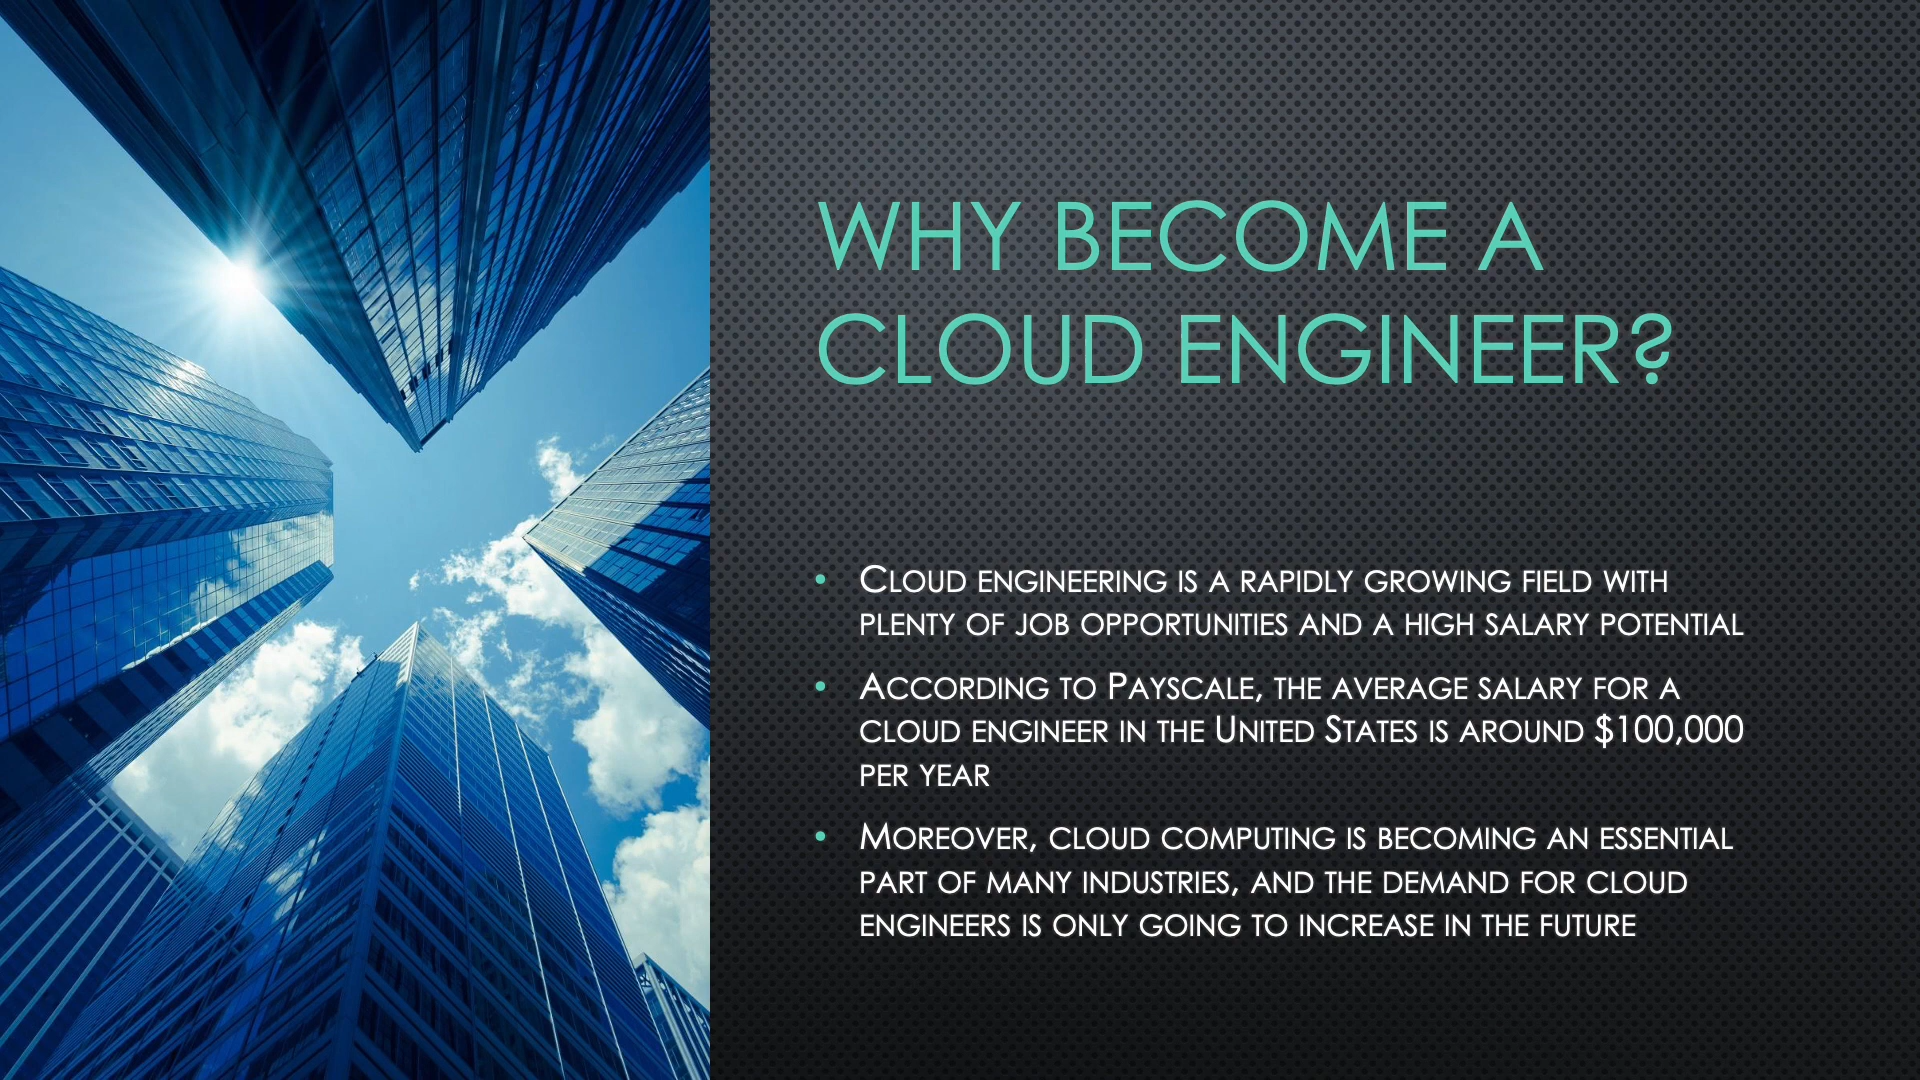 WHY BECOME A
CLOUD ENGINEER?
• Cloud engineering is a rapidly growing field with
plenty of job opportunities and a high salary potential
• According to Payscale, the average salary for a
cloud engineer in the United States is around $100,000
per year
• Moreover, cloud computing is becoming an essential
part of many industries, and the demand for cloud
engineers is only going to increase in the future